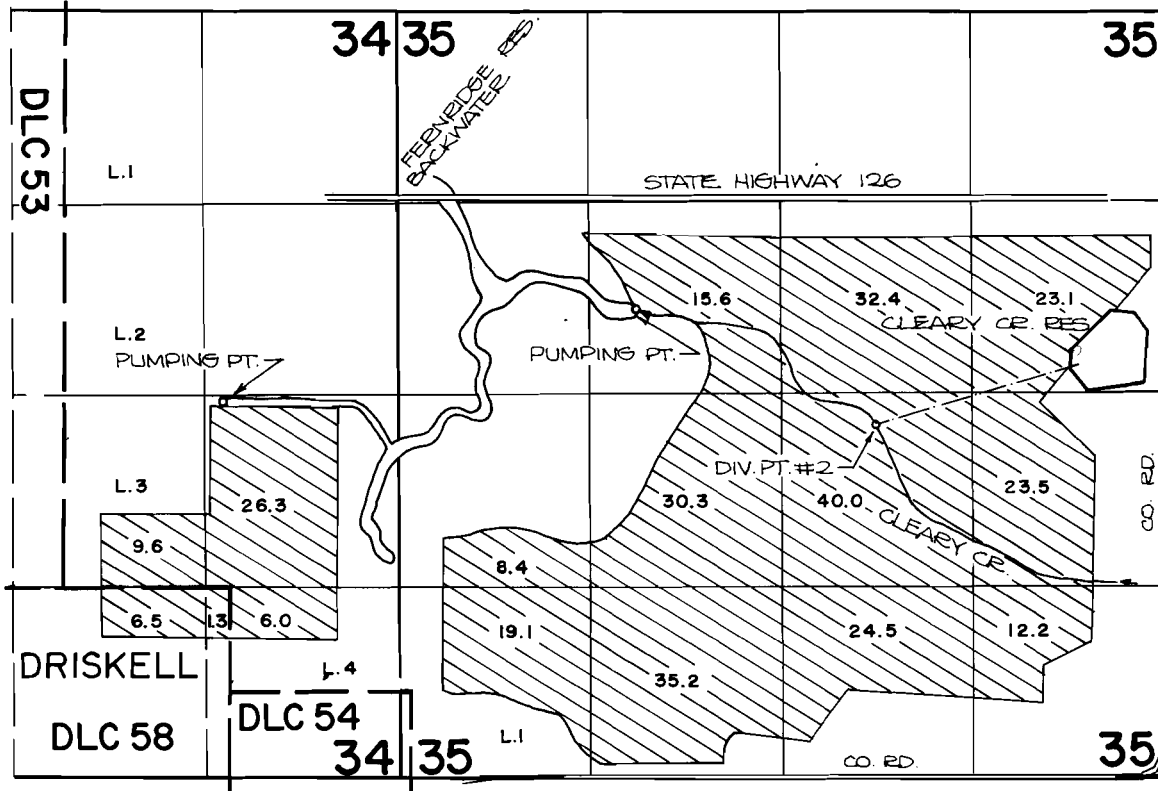 34 35
35
FERNRIDGE RES.
BACKWATER
DLC 53
L.1
STATE HIGHWAY 126
15.6
32.4
23.1
CLEARY CR. RES.
L.2
PUMPING PT.
PUMPING PT.
DIV. PT. #2
L.3
26.3
30.3
40.0
23.5
CO. RD.
CLEARY CR.
9.6
8.4
6.5
1.3
6.0
19.1
24.5
12.2
DRISKELL
L.4
35.2
DLC 58
DLC 54
L.1
34 35
CO. RD.
35